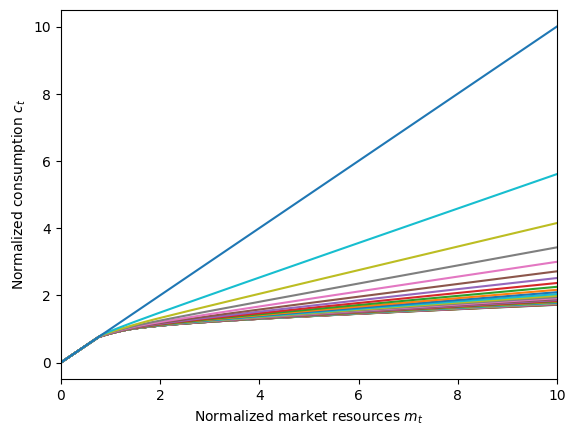 10
8
6
4
2
0
Normalized consumption $c_t$
0 2 4 6 8 10
Normalized market resources $m_t$